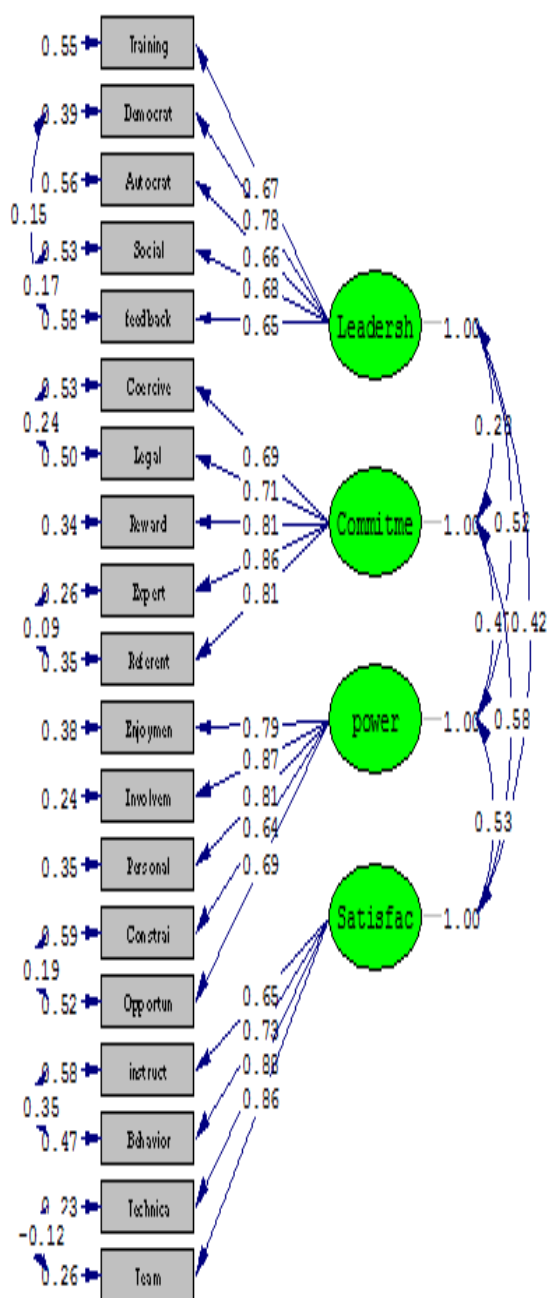 0.55 Training
0.39 Democrat
0.56 Autocrat
0.67
0.15
0.78
0.53 Social
0.66
0.17
0.68
0.58 feedback
0.65
Leadersh
1.00
0.53 Coercive
0.24
0.50 Legal
0.69
0.71
0.34 Reward
0.81
Commitme
1.00
0.52
0.86
0.26 Expert
0.81
0.09
0.42
0.35 Referent
0.38 Enjoymen
0.79
power
1.00
0.58
0.87
0.24 Involvem
0.81
0.64
0.53
0.35 Personal
0.69
0.59 Constrai
Satisfac
1.00
0.19
0.52 Opportun
0.65
0.73
0.58 instruct
0.88
0.35
0.86
0.47 Behavior
0.23 Technica
-0.12
0.26 Team